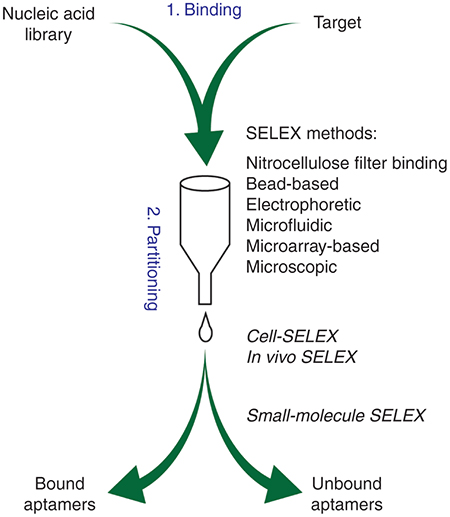 Nucleic acid
library
1. Binding
Target
SELEX methods:
Nitrocellulose filter binding
Bead-based
Electrophoretic
Microfluidic
Microarray-based
Microscopic
2. Partitioning
Cell-SELEX
In vivo SELEX
Small-molecule SELEX
Bound
aptamers
Unbound
aptamers